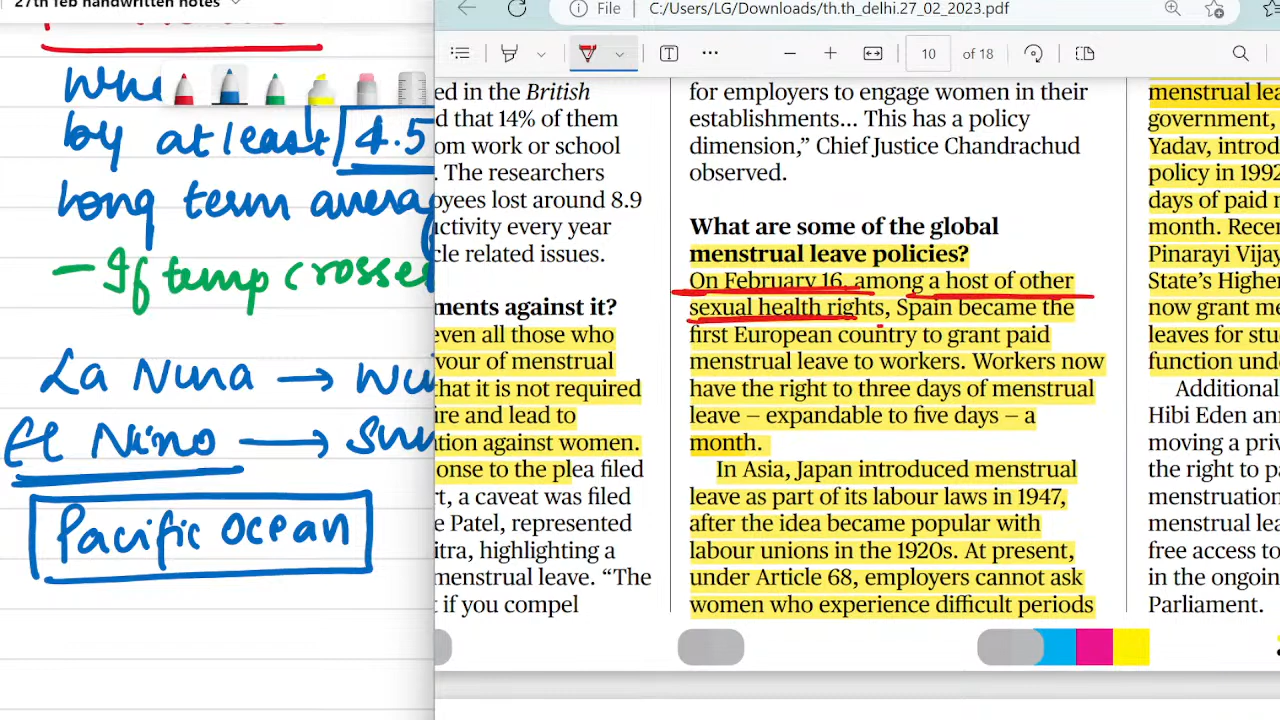 27th feb handwritten notes
by at least 4.5
long term
- If temp crosses
La Nina →
El Nino →
Pacific Ocean
File
C:/Users/LG/Downloads/th.th_delhi.27_02_2023.pdf
10 of 18
ed in the British
d that 14% of them
om work or school
. The researchers
oyees lost around 8.9
uctivity every year
cle related issues.
ments against it?
even all those who
vour of menstrual
hat it is not required
ire and lead to
tion against women.
onse to the plea filed
rt, a caveat was filed
e Patel, represented
itra, highlighting a
menstrual leave. “The
t if you compel
for employers to engage women in their
establishments... This has a policy
dimension,” Chief Justice Chandrachud
observed.
What are some of the global
menstrual leave policies?
On February 16, among a host of other
sexual health rights, Spain became the
first European country to grant paid
menstrual leave to workers. Workers now
have the right to three days of menstrual
leave — expandable to five days — a
month.
In Asia, Japan introduced menstrual
leave as part of its labour laws in 1947,
after the idea became popular with
labour unions in the 1920s. At present,
under Article 68, employers cannot ask
women who experience difficult periods
menstrual lea
government,
Yadav, introd
policy in 1992
days of paid m
month. Recen
Pinarayi Vijay
State’s Higher
now grant me
leaves for stu
function unde
Additional
Hibi Eden an
moving a priv
the right to pa
menstruation
menstrual lea
free access to
in the ongoin
Parliament.